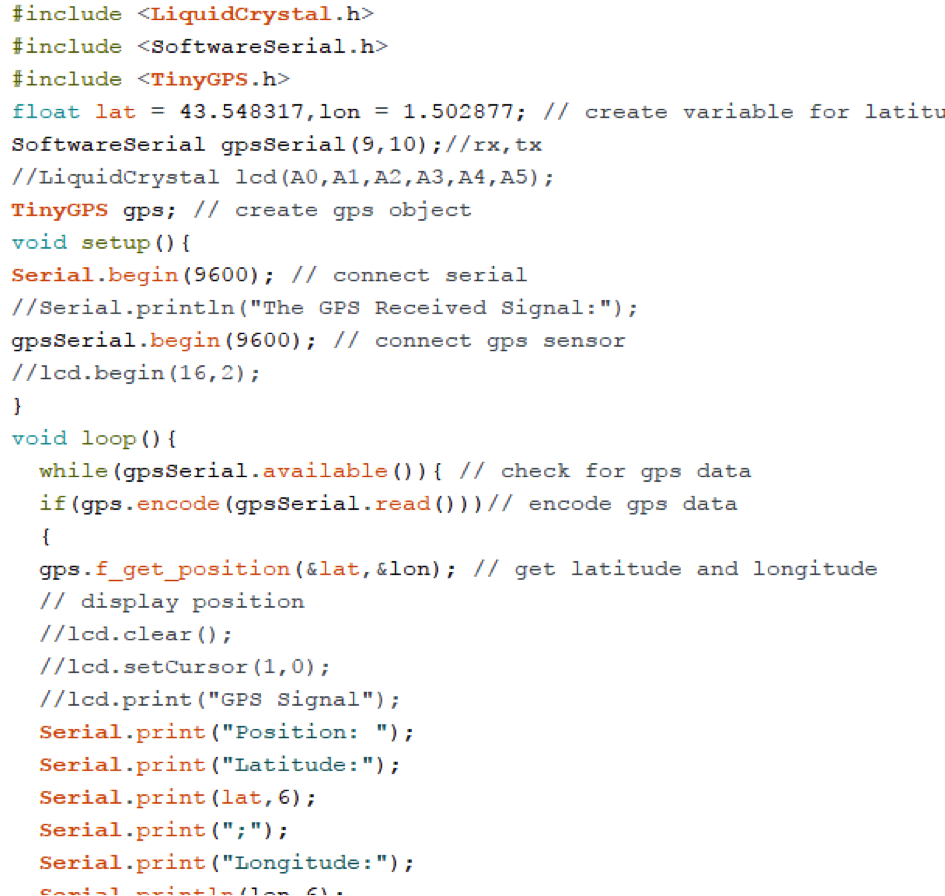 #include <LiquidCrystal.h>
#include <SoftwareSerial.h>
#include <TinyGPS.h>
float lat = 43.548317,lon = 1.502877; // create variable for latitu
SoftwareSerial gpsSerial(9,10);//rx,tx
//LiquidCrystal lcd(A0,A1,A2,A3,A4,A5);
TinyGPS gps; // create gps object
void setup(){
Serial.begin(9600); // connect serial
//Serial.println("The GPS Received Signal:");
gpsSerial.begin(9600); // connect gps sensor
//lcd.begin(16,2);
}
void loop(){
  while(gpsSerial.available()){ // check for gps data
  if(gps.encode(gpsSerial.read()))// encode gps data
  {
  gps.f_get_position(&lat,&lon); // get latitude and longitude
  // display position
  //lcd.clear();
  //lcd.setCursor(1,0);
  //lcd.print("GPS Signal");
  Serial.print("Position: ");
  Serial.print("Latitude:");
  Serial.print(lat,6);
  Serial.print(";");
  Serial.print("Longitude:");
  Serial.println(lon,6);